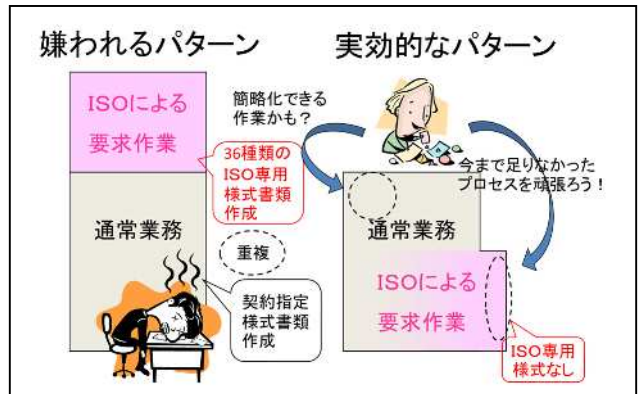 嫌われるパターン
ISOによる
要求作業
36種類の
ISO専用
様式書類
作成
通常業務
重複
契約指定
様式書類
作成
実効的なパターン
簡略化できる
作業かも?
今まで足りなかった
プロセスを頑張ろう!
通常業務
ISOによる
要求作業
ISO専用
様式なし